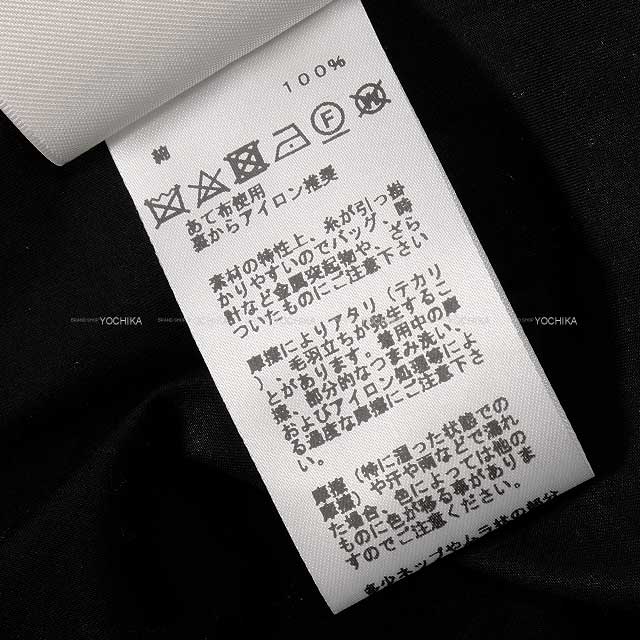 綿 100%
F W
あて布使用
裏からアイロン推奨
素材の特性上、糸が引っ掛
かりやすいのでバッグ、時
計など金属突起物や、ざら
ついたものにご注意下さい
摩擦によりアタリ（テカリ
）、毛羽立ちが発生するこ
とがあります。着用中の摩
擦、部分的なつまみ洗い、
およびアイロン処理等によ
る過度な摩擦にご注意下さ
い。
摩擦（特に湿った状態での
摩擦）や汗や雨などで濡れ
た場合、色によっては他の
ものに色が移る事がありま
すのでご注意ください。
BRAND SHOP YOCHIKA
BRAND SHOP YOCHIKA